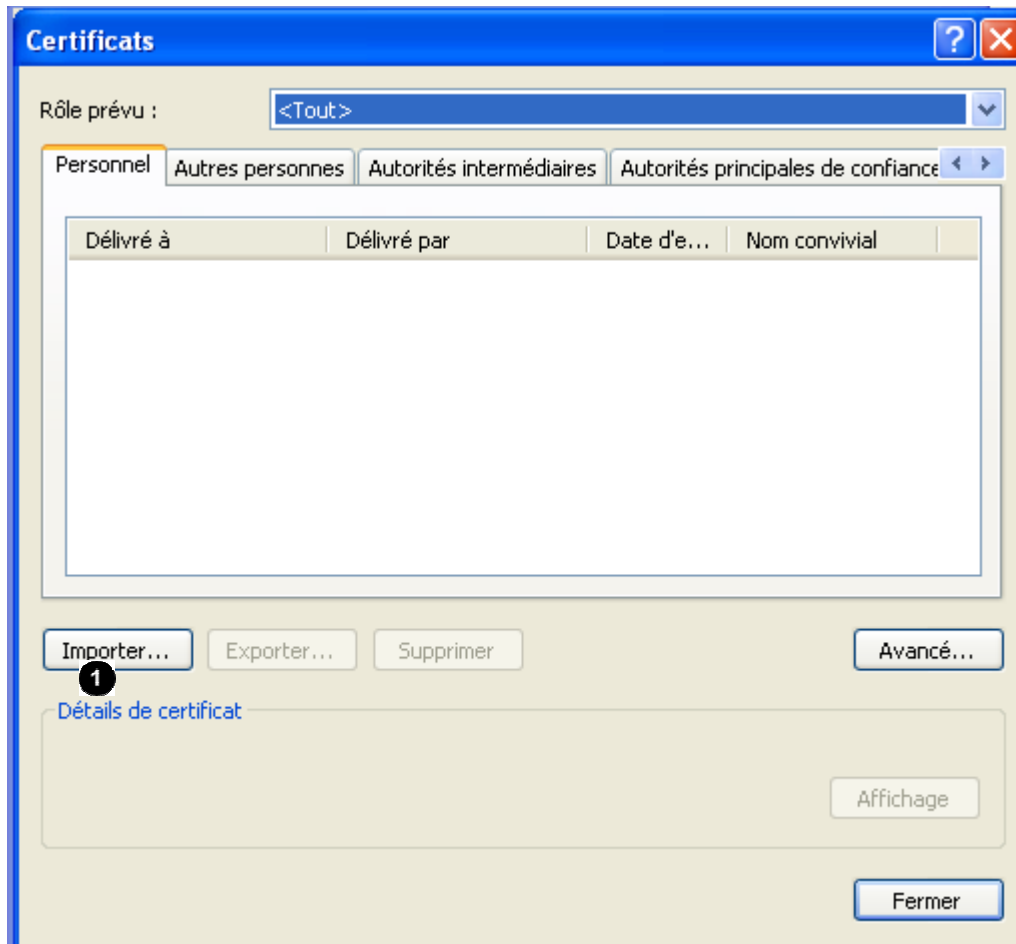 Certificats
Rôle prévu : <Tout>
Personnel Autres personnes Autorités intermédiaires Autorités principales de confiance
Délivré à Délivré par Date d'e... Nom convivial
Importer... Exporter... Supprimer Avancé...
1
Détails de certificat
Affichage
Fermer